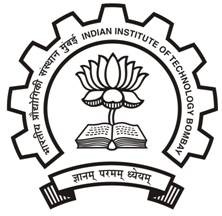 भारतीय प्रौद्योगिकी संस्थान मुंबई
INDIAN INSTITUTE OF TECHNOLOGY BOMBAY
ज्ञानम् परमम् ध्येयम्